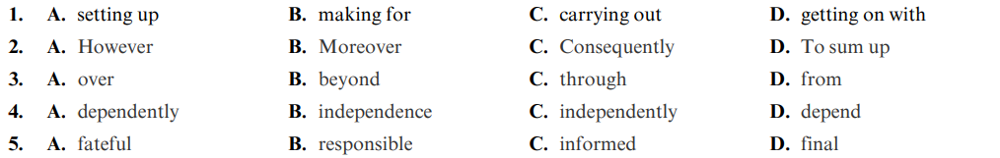 1. A. setting up B. making for C. carrying out D. getting on with
2. A. However B. Moreover C. Consequently D. To sum up
3. A. over B. beyond C. through D. from
4. A. dependently B. independence C. independently D. depend
5. A. fateful B. responsible C. informed D. final